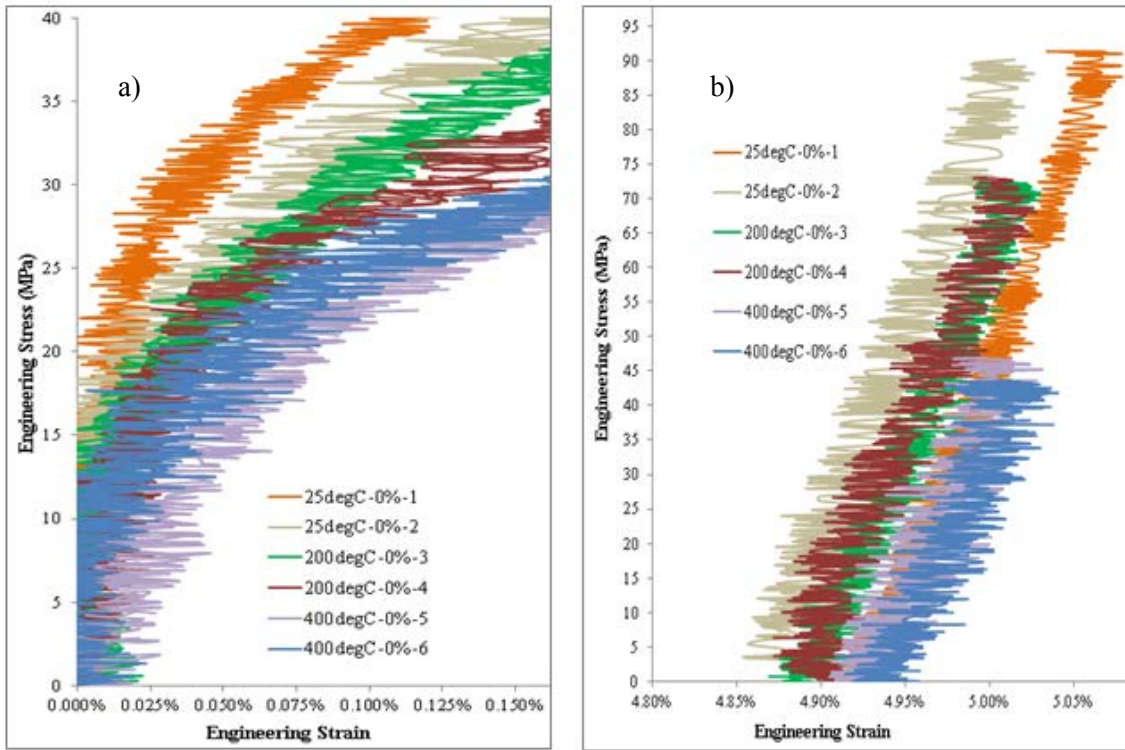 a)
40
35
30
25
20
15
10
5
0
Engineering Stress (MPa)
25degC-0%-1
25degC-0%-2
200degC-0%-3
200degC-0%-4
400degC-0%-5
400degC-0%-6
0.000% 0.025% 0.050% 0.075% 0.100% 0.125% 0.150%
Engineering Strain
b)
95
90
85
80
75
70
65
60
55
50
45
40
35
30
25
20
15
10
5
0
Engineering Stress (MPa)
25degC-0%-1
25degC-0%-2
200degC-0%-3
200degC-0%-4
400degC-0%-5
400degC-0%-6
4.80% 4.85% 4.90% 4.95% 5.00% 5.05%
Engineering Strain